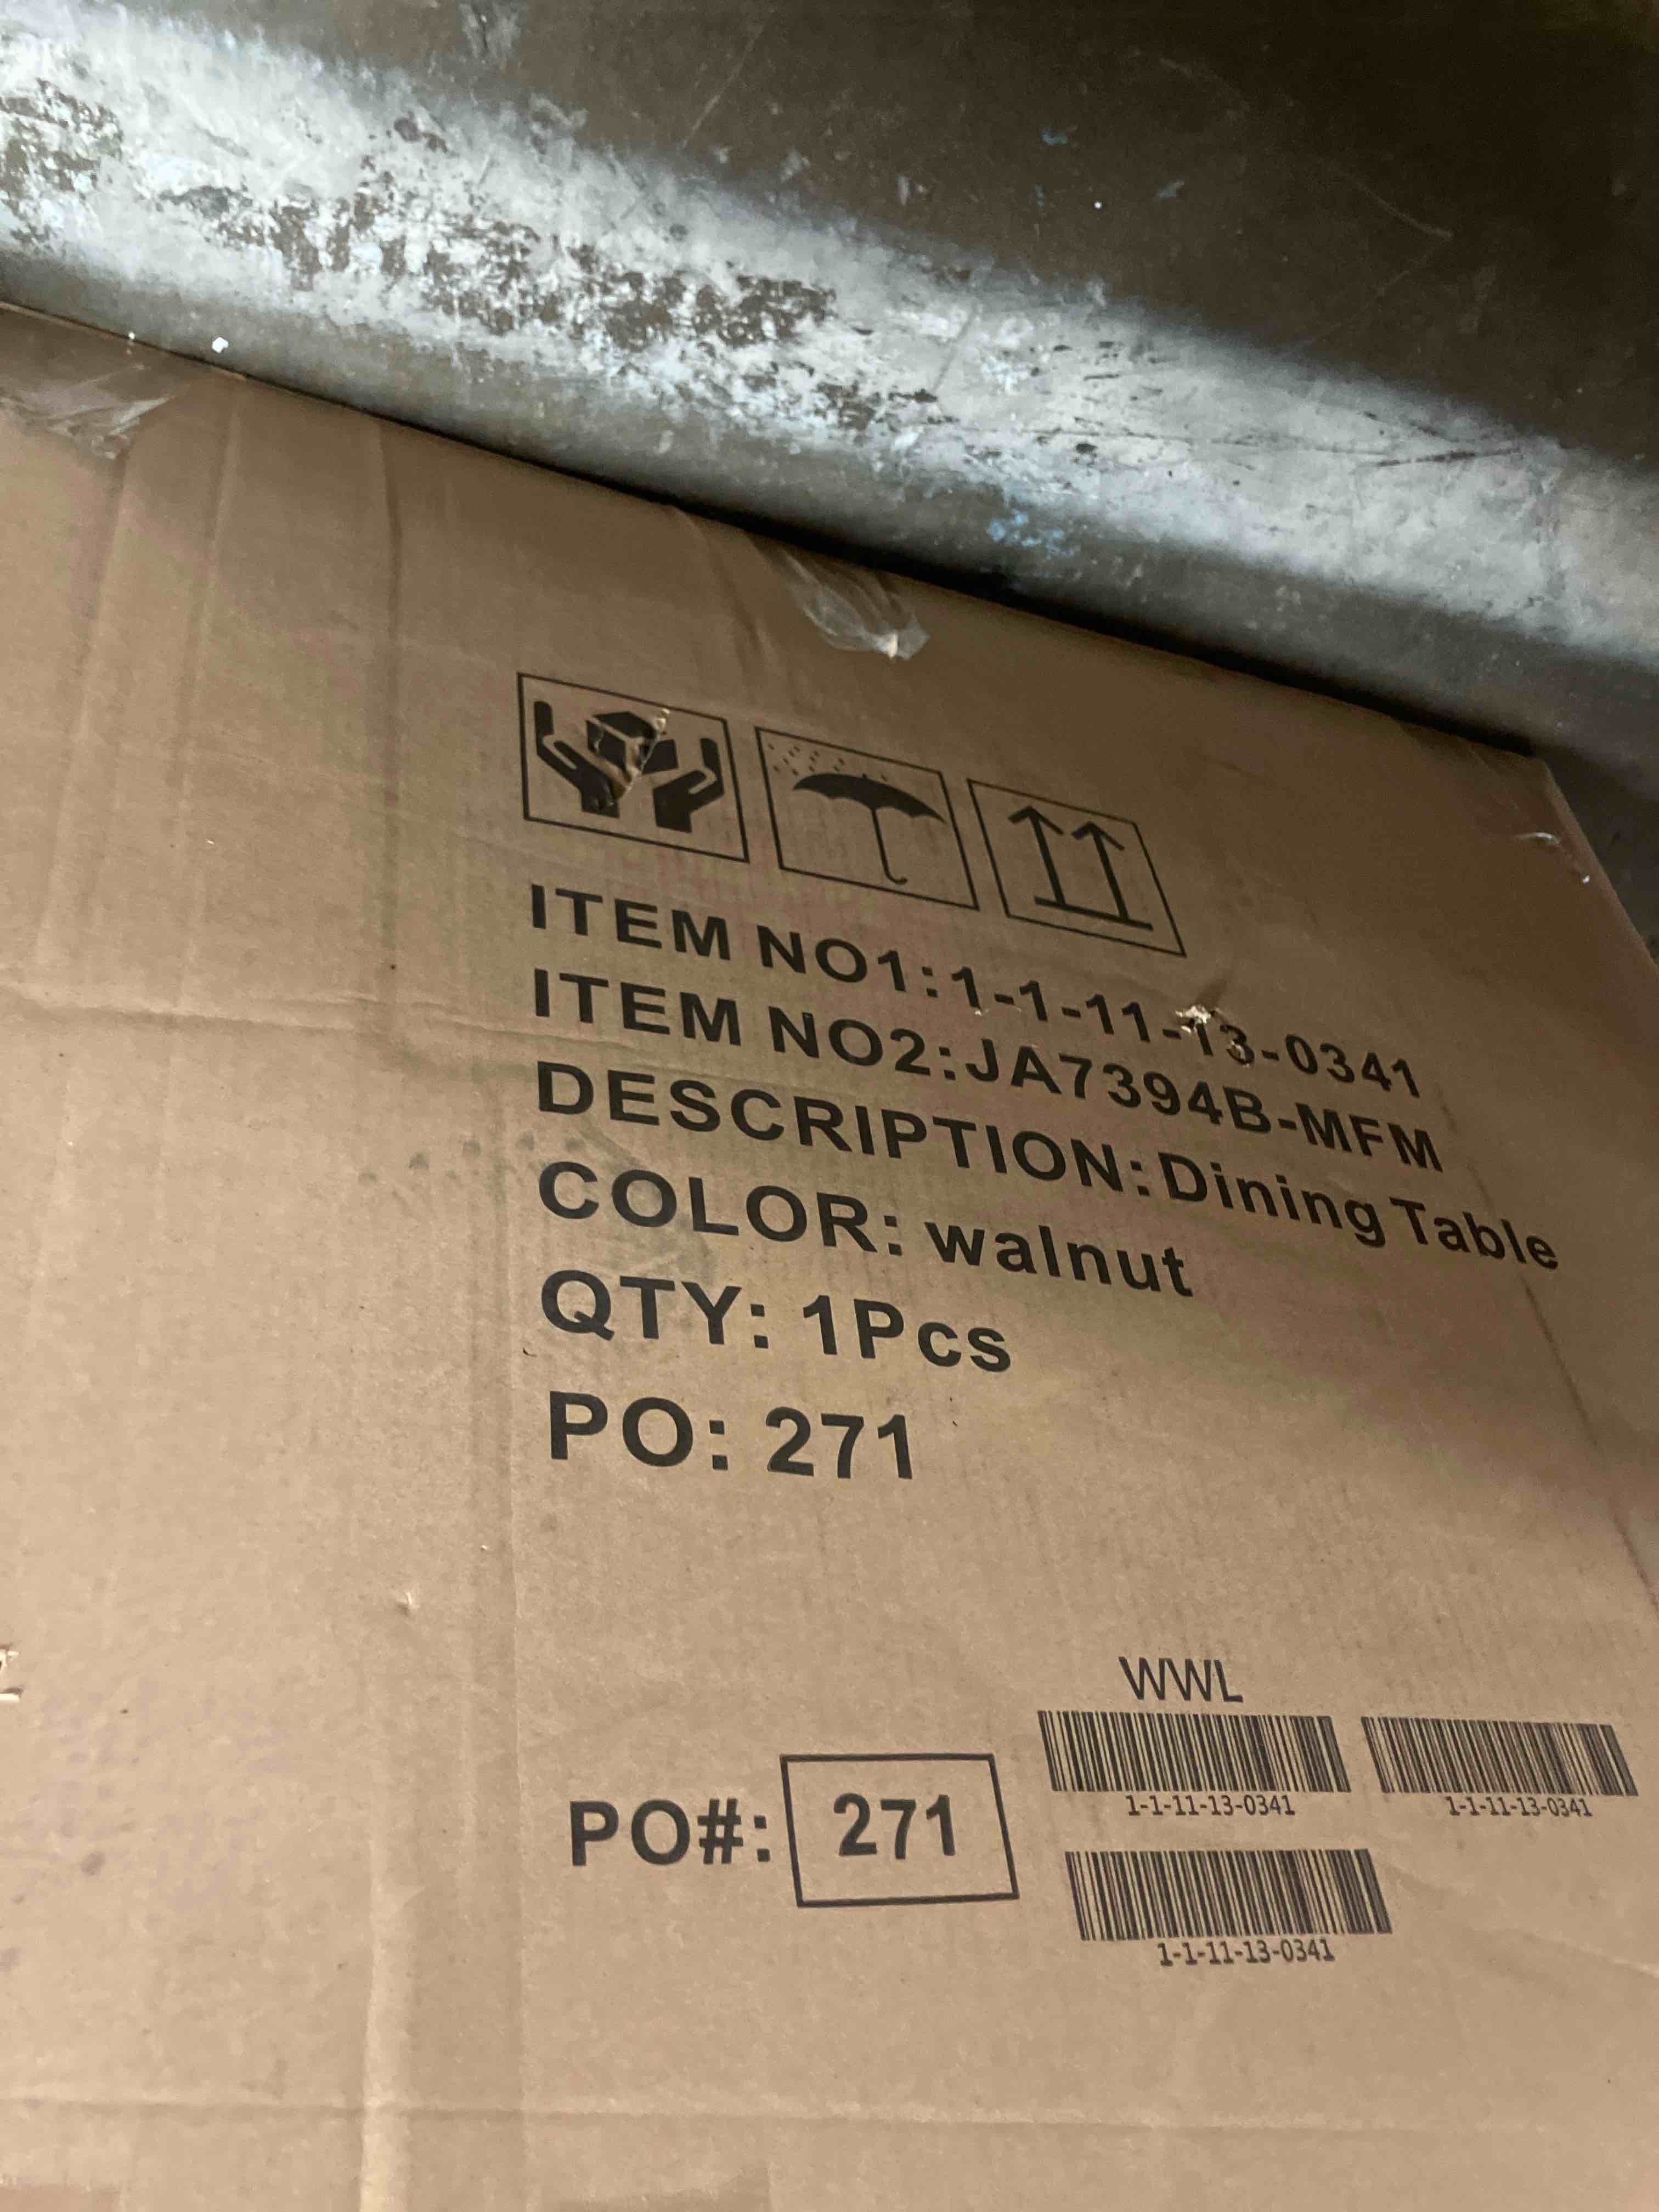 ITEM NO1:1-1-11-13-0341
ITEM NO2:JA7394B-MFM
DESCRIPTION:Dining Table
COLOR: walnut
QTY: 1Pcs
PO: 271
WWL
1-1-11-13-0341
1-1-11-13-0341
PO#: 271
1-1-11-13-0341